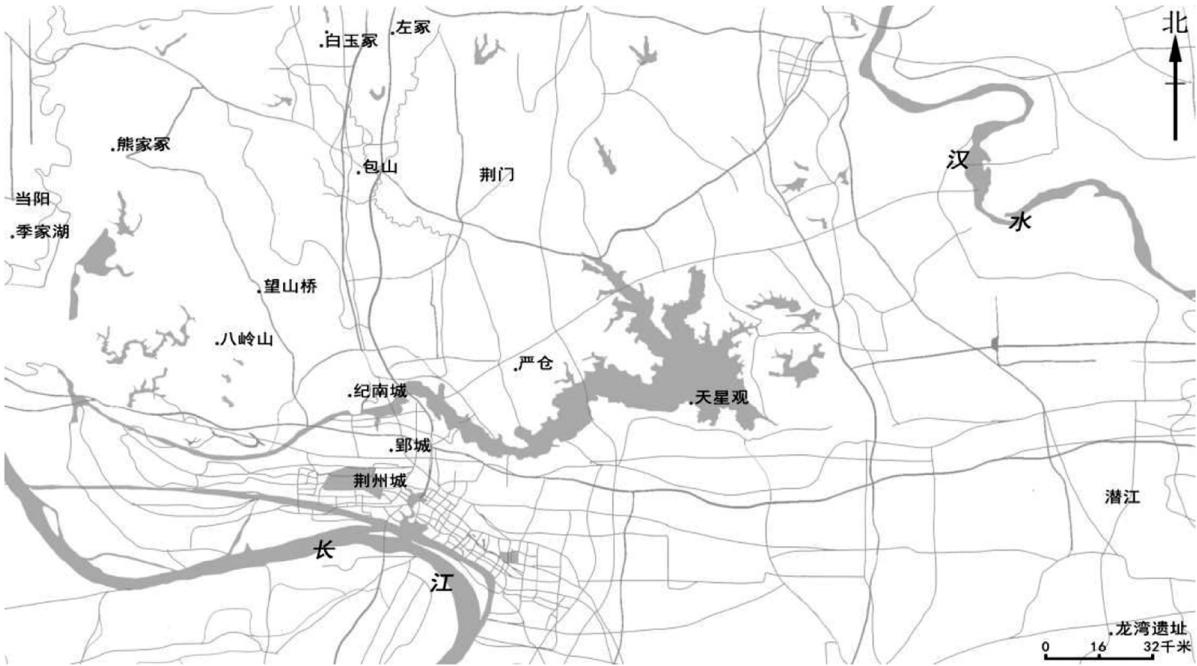 北
左冢
白玉冢
熊家冢
包山
荆门
汉
当阳
季家湖
水
望山桥
八岭山
严仓
纪南城
天星观
郢城
荆州城
潜江
长
江
龙湾遗址
0 16 32千米